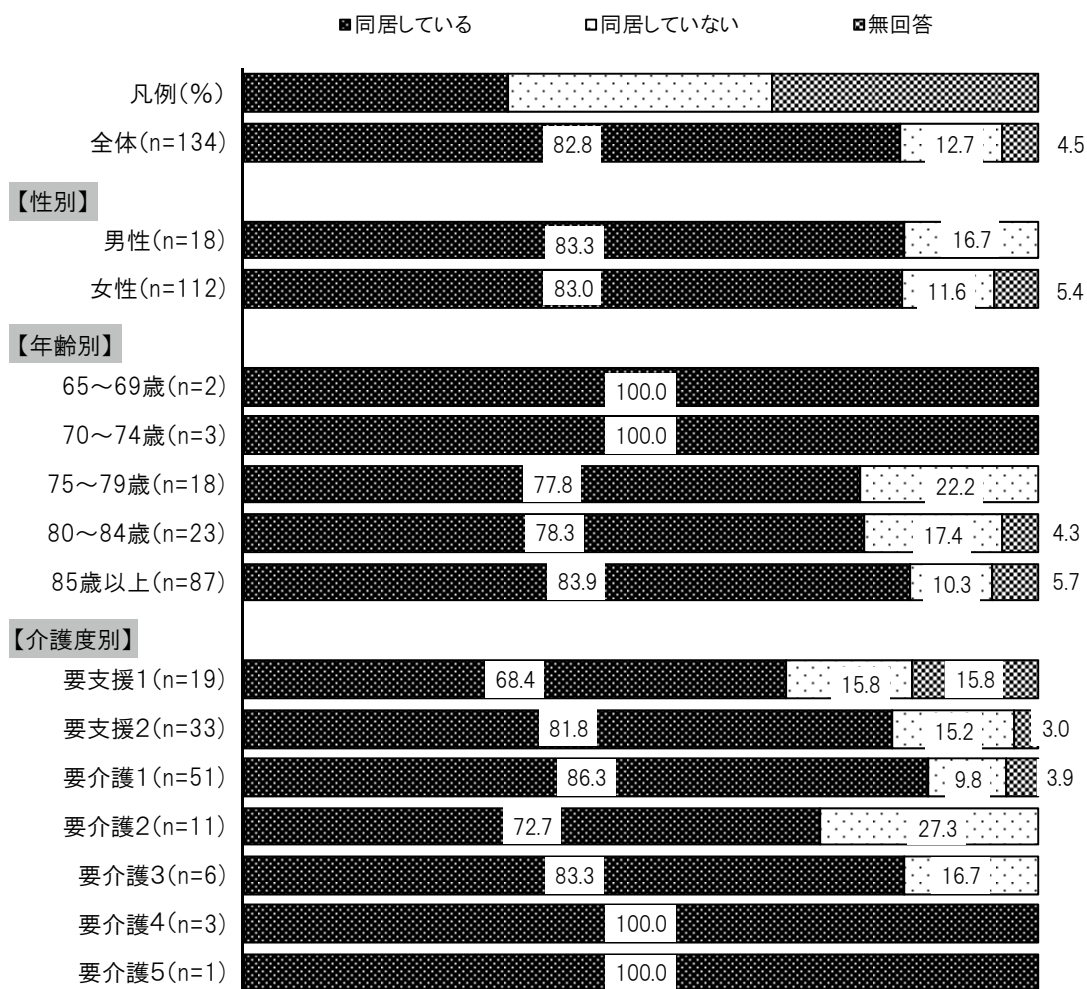 ■同居している □同居していない 無回答
凡例(%)
全体(n=134) 82.8 12.7 4.5
【性別】
男性(n=18) 83.3 16.7
女性(n=112) 83.0 11.6 5.4
【年齢別】
65～69歳(n=2) 100.0
70～74歳(n=3) 100.0
75～79歳(n=18) 77.8 22.2
80～84歳(n=23) 78.3 17.4 4.3
85歳以上(n=87) 83.9 10.3 5.7
【介護度別】
要支援1(n=19) 68.4 15.8 15.8
要支援2(n=33) 81.8 15.2 3.0
要介護1(n=51) 86.3 9.8 3.9
要介護2(n=11) 72.7 27.3
要介護3(n=6) 83.3 16.7
要介護4(n=3) 100.0
要介護5(n=1) 100.0